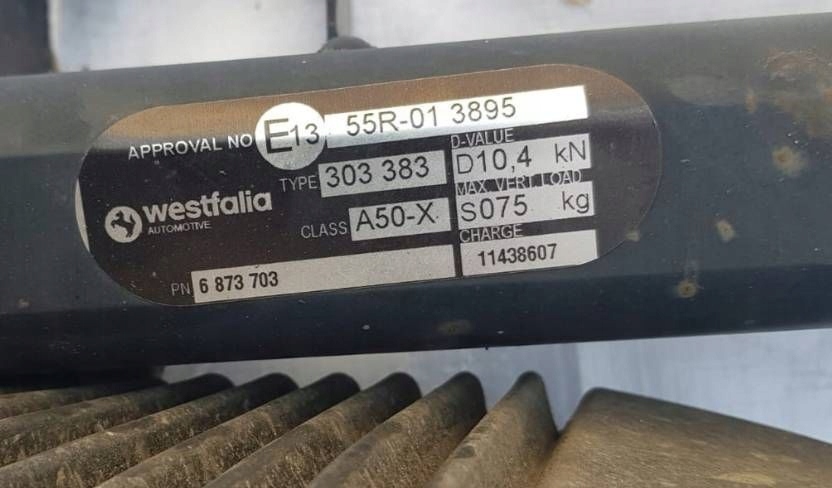 APPROVAL NO E13 55R-01 3895
TYPE 303 383
D-VALUE
D10,4 kN
westfalia
AUTOMOTIVE
CLASS A50-X
MAX. VERT. LOAD
S075 kg
CHARGE
11438607
PN 6 873 703